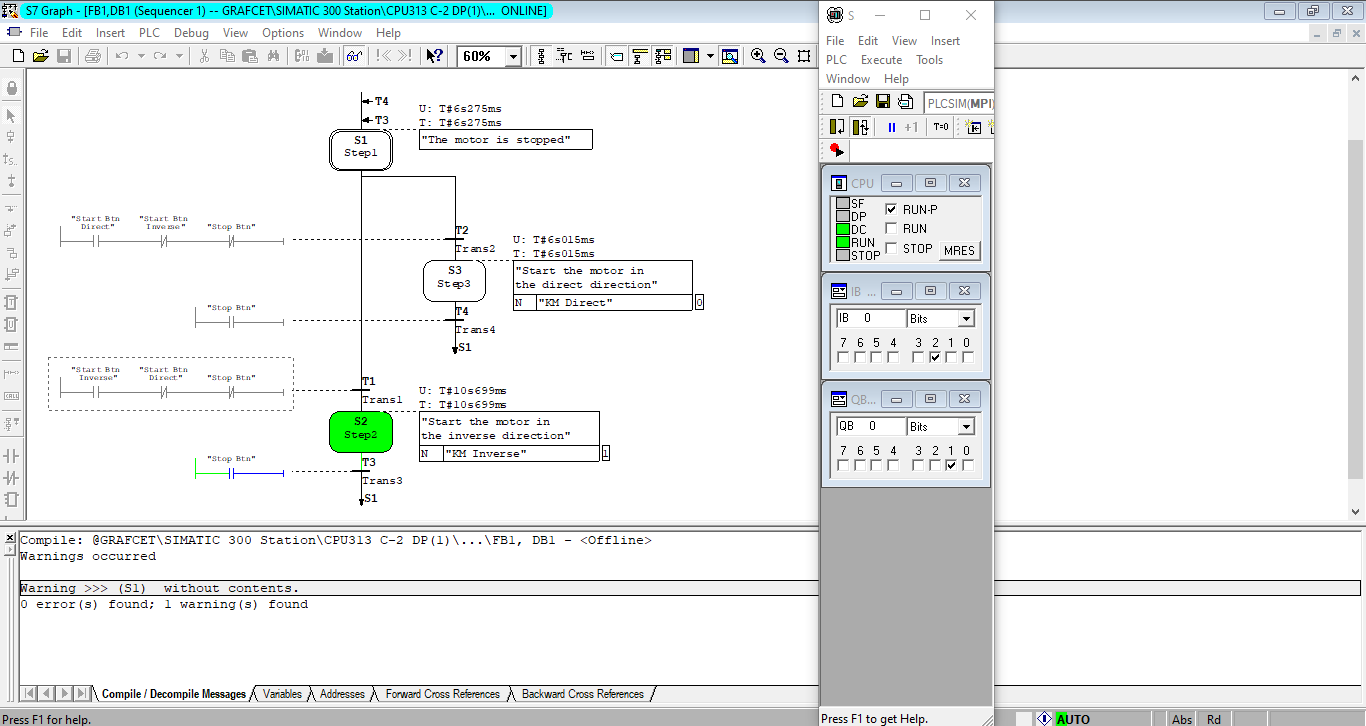 S7 Graph - [FB1,DB1 (Sequencer 1) -- GRAFCET\SIMATIC 300 Station\CPU313 C-2 DP(1)\... ONLINE]
File Edit Insert PLC Debug View Options Window Help
60%
T4
T3
S1
Step1
U: T#6s275ms
T: T#6s275ms
"The motor is stopped"
"Start Btn Direct"
"Start Btn Inverse"
"Stop Btn"
T2
Trans2
S3
Step3
U: T#6s015ms
T: T#6s015ms
"Start the motor in
the direct direction"
N "KM Direct" 0
"Stop Btn"
T4
Trans4
S1
"Start Btn Inverse"
"Start Btn Direct"
"Stop Btn"
T1
Trans1
S2
Step2
U: T#10s699ms
T: T#10s699ms
"Start the motor in
the inverse direction"
N "KM Inverse" 1
"Stop Btn"
T3
Trans3
S1
S
File Edit View Insert
PLC Execute Tools
Window Help
PLCSIM(MPI)
+1 T=0
CPU
SF
DP
DC
RUN
STOP
RUN-P
RUN
STOP
MRES
IB ...
IB 0 Bits
7 6 5 4 3 2 1 0
QB...
QB 0 Bits
7 6 5 4 3 2 1 0
Compile: @GRAFCET\SIMATIC 300 Station\CPU313 C-2 DP(1)\...\FB1, DB1 - <Offline>
Warnings occurred
Warning >>> (S1) without contents.
0 error(s) found; 1 warning(s) found
Compile / Decompile Messages Variables Addresses Forward Cross References Backward Cross References
Press F1 for help.
Press F1 to get Help.
AUTO
Abs Rd